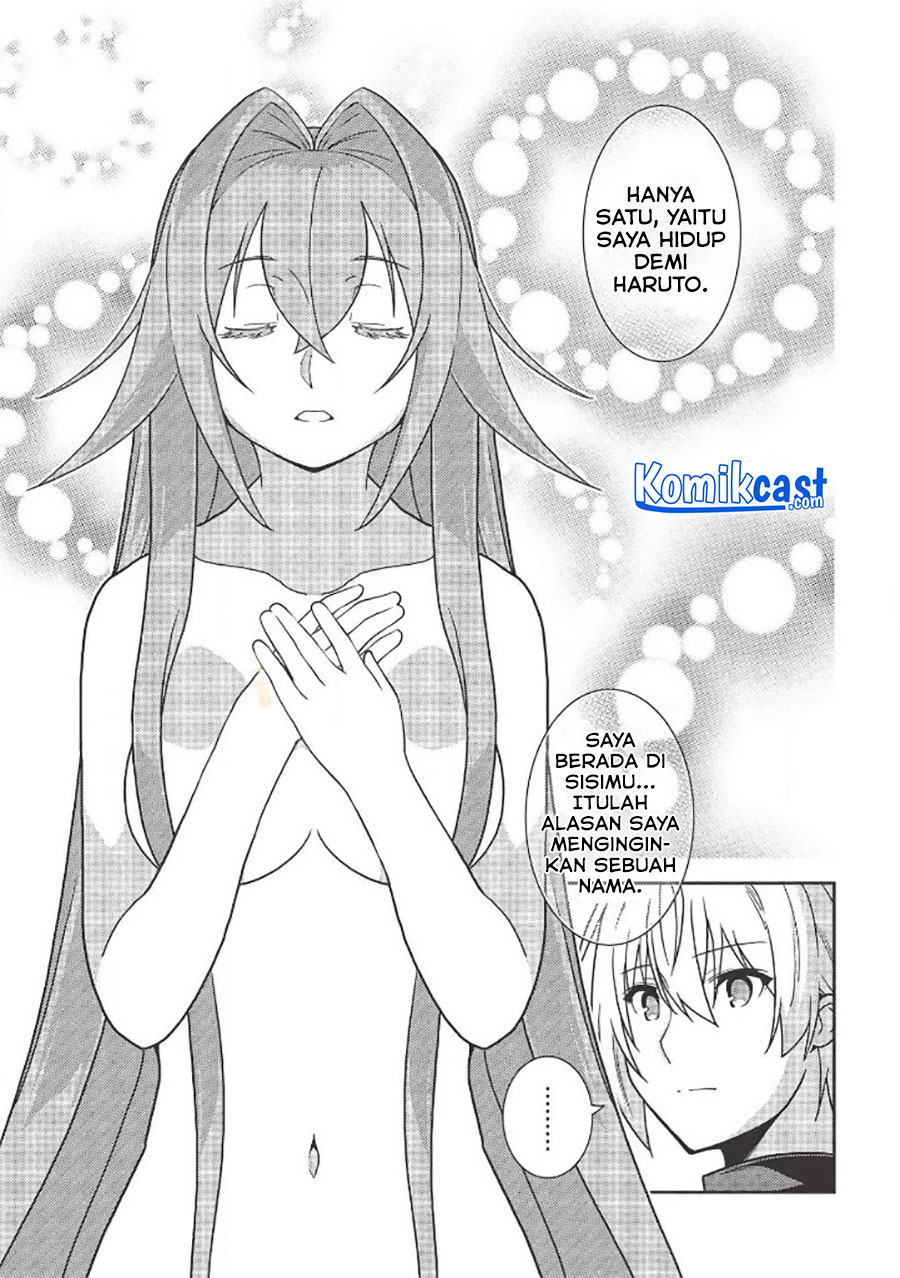 HANYA
SATU, YAITU
SAYA HIDUP
DEMI
HARUTO.
Komikcast
.com
SAYA
BERADA DI
SISIMU...
ITULAH
ALASAN SAYA
MENGINGIN-
KAN SEBUAH
NAMA.
.........